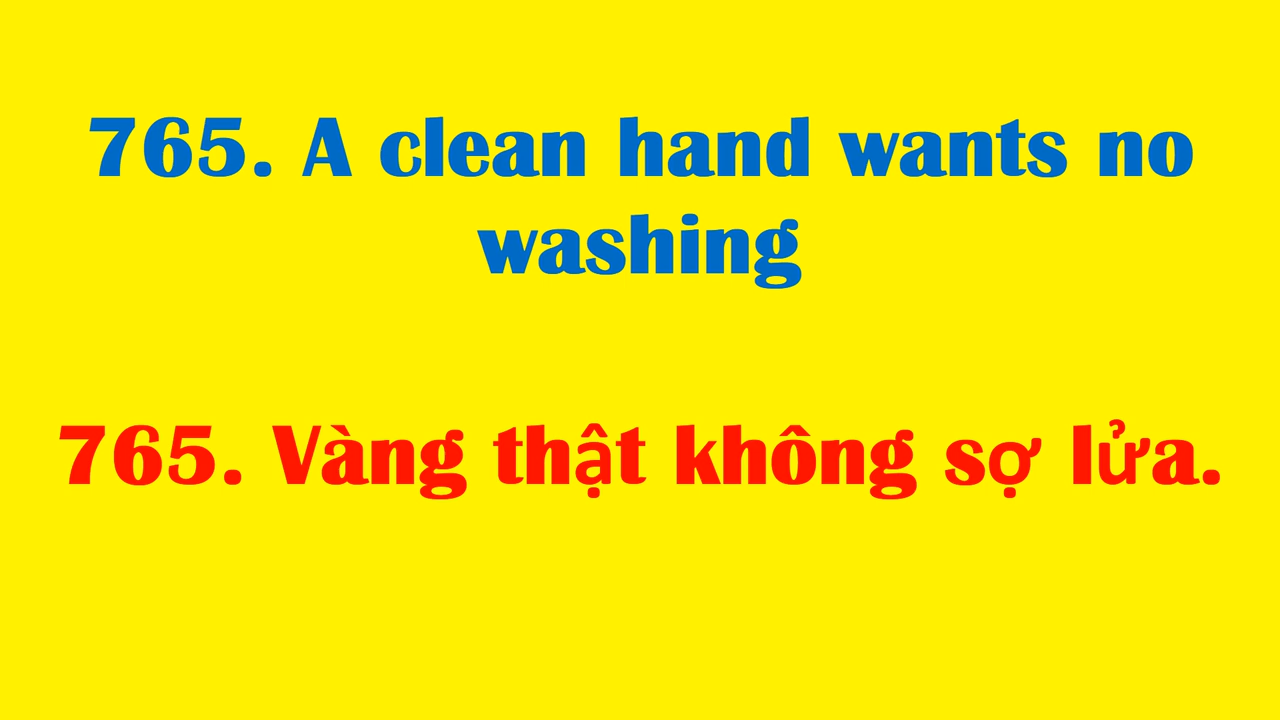 765. A clean hand wants no
washing
765. Vàng thật không sợ lửa.